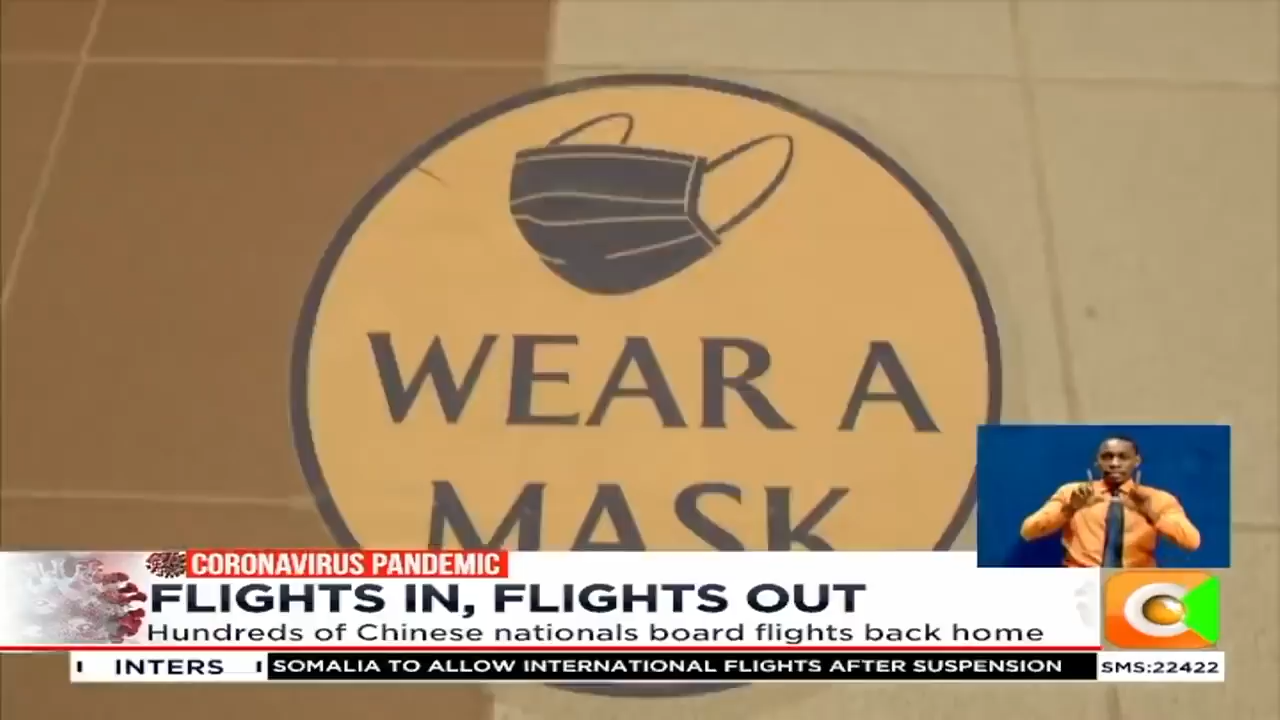 WEAR A
MASK
CORONAVIRUS PANDEMIC
FLIGHTS IN, FLIGHTS OUT
Hundreds of Chinese nationals board flights back home
INTERS
SOMALIA TO ALLOW INTERNATIONAL FLIGHTS AFTER SUSPENSION
SMS:22422